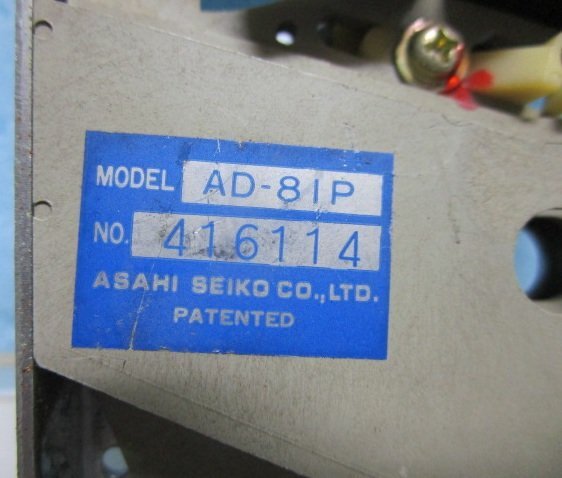 MODEL AD-81P
NO. 416114
ASAHI SEIKO CO.,LTD.
PATENTED